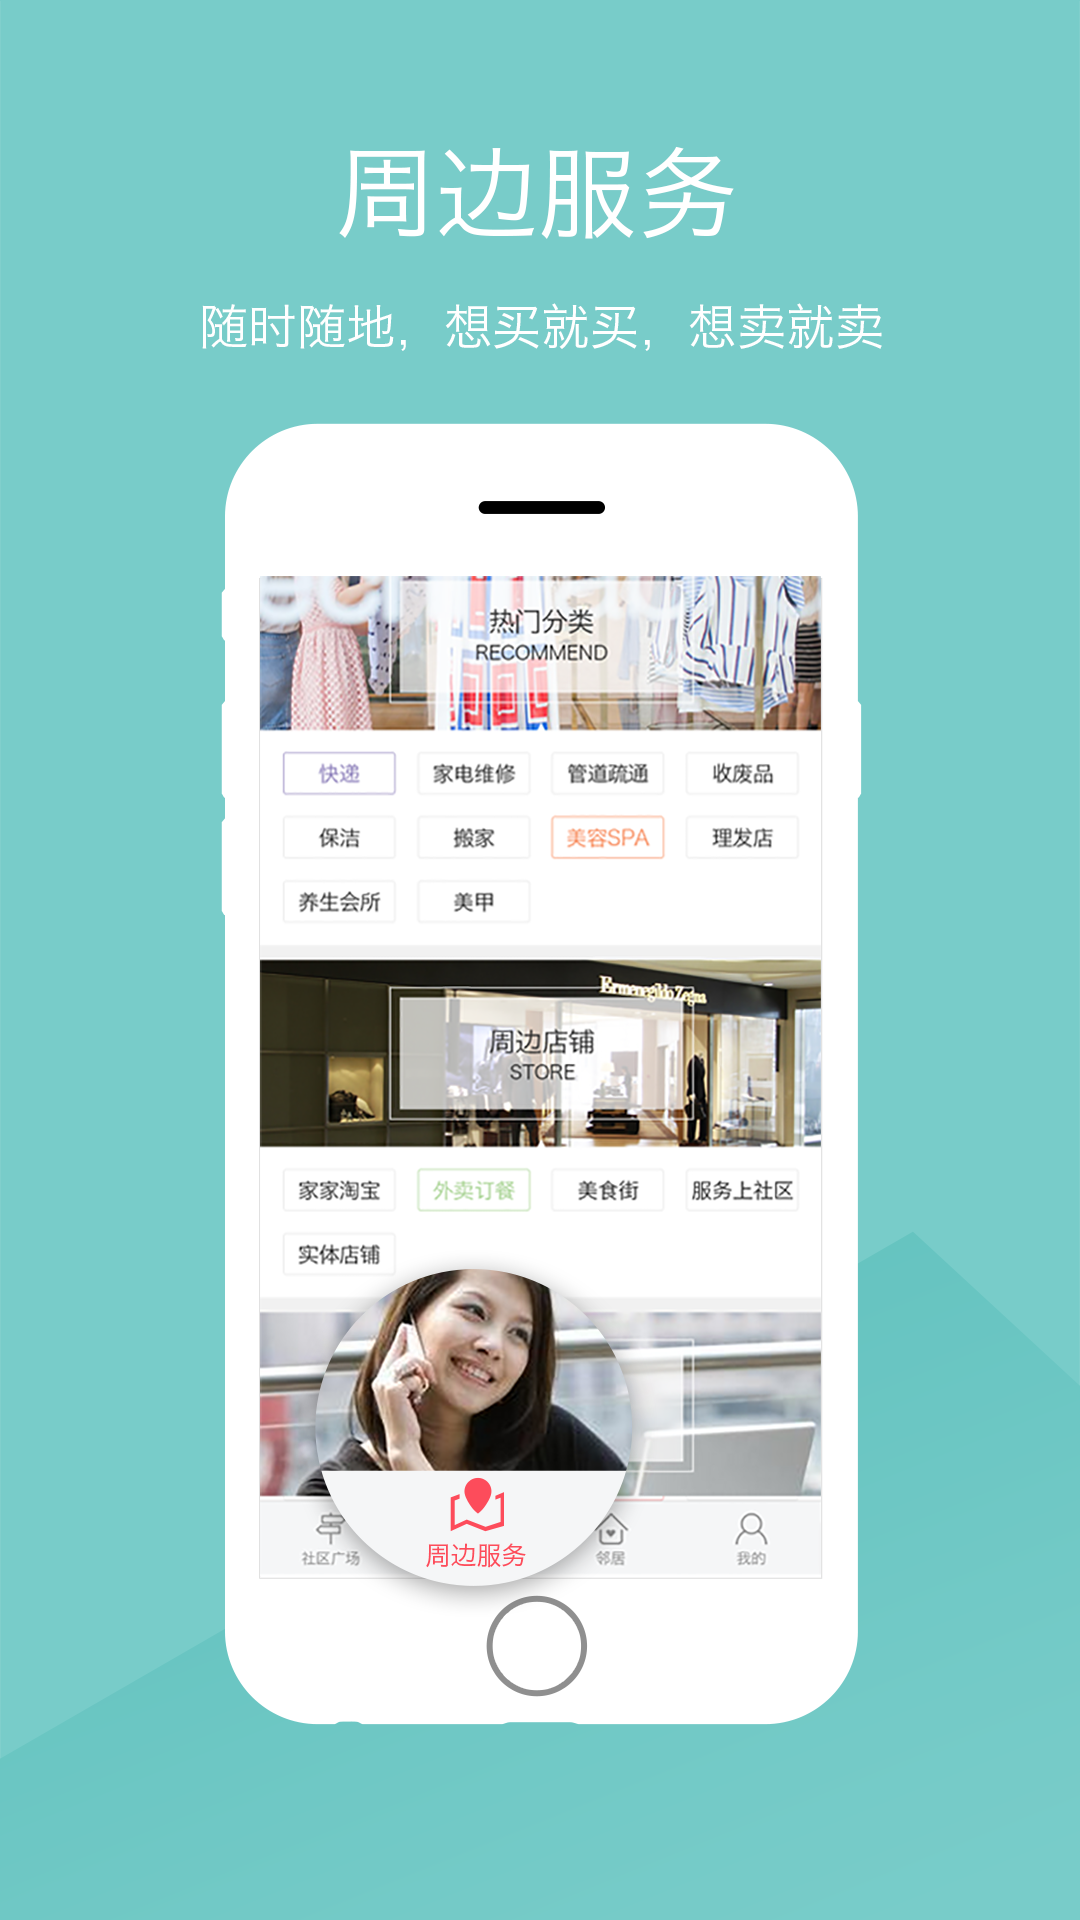 周边服务
随时随地，想买就买，想卖就卖
热门分类
RECOMMEND
快递 家电维修 管道疏通 收废品
保洁 搬家 美容SPA 理发店
养生会所 美甲
Ermenegildo Zegna
周边店铺
STORE
家家淘宝 外卖订餐 美食街 服务上社区
实体店铺
社区广场 周边服务 邻居 我的